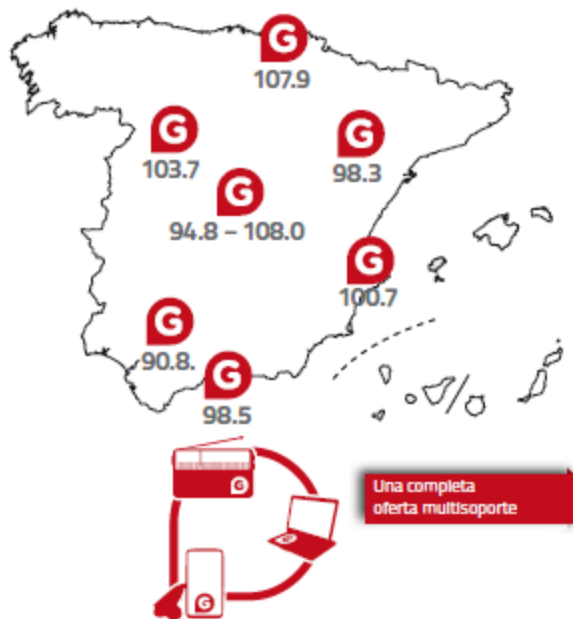 G
107.9
G
103.7
G
98.3
G
94.8 – 108.0
G
100.7
G
90.8.
G
98.5
G
G
G
Una completa
oferta multisoporte